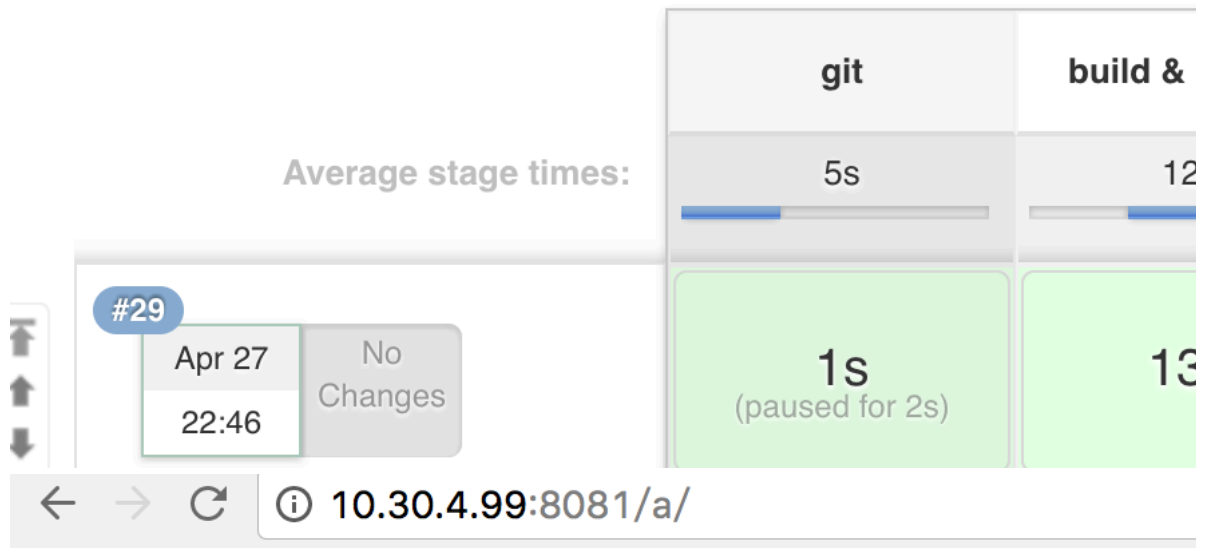 git build &
Average stage times: 5s 12
#29
Apr 27 No
Changes
22:46
1s 13
(paused for 2s)
10.30.4.99:8081/a/